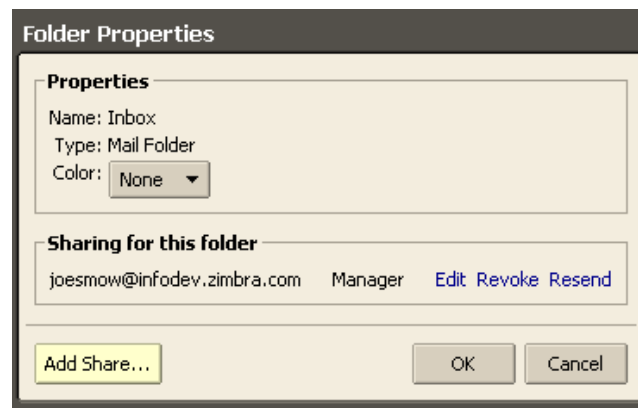 Folder Properties
Properties
Name: Inbox
Type: Mail Folder
Color: None
Sharing for this folder
joesmow@infodev.zimbra.com Manager Edit Revoke Resend
Add Share... OK Cancel